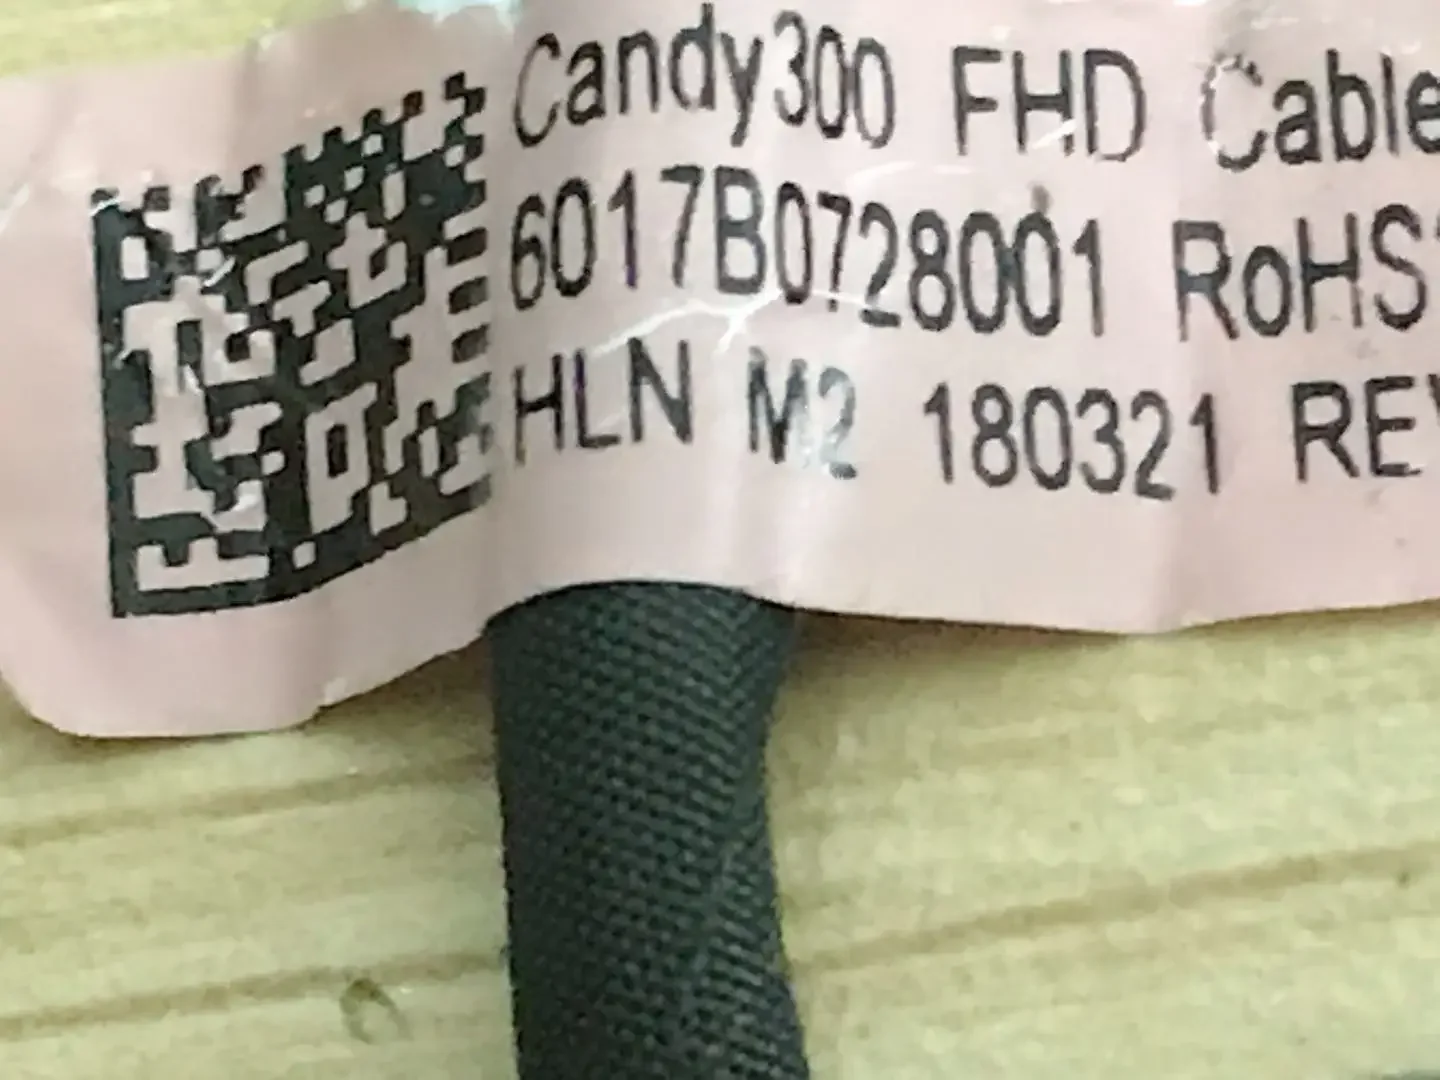 Candy300 FHD Cable
6017B0728001 RoHS
HLN M2 180321 REV